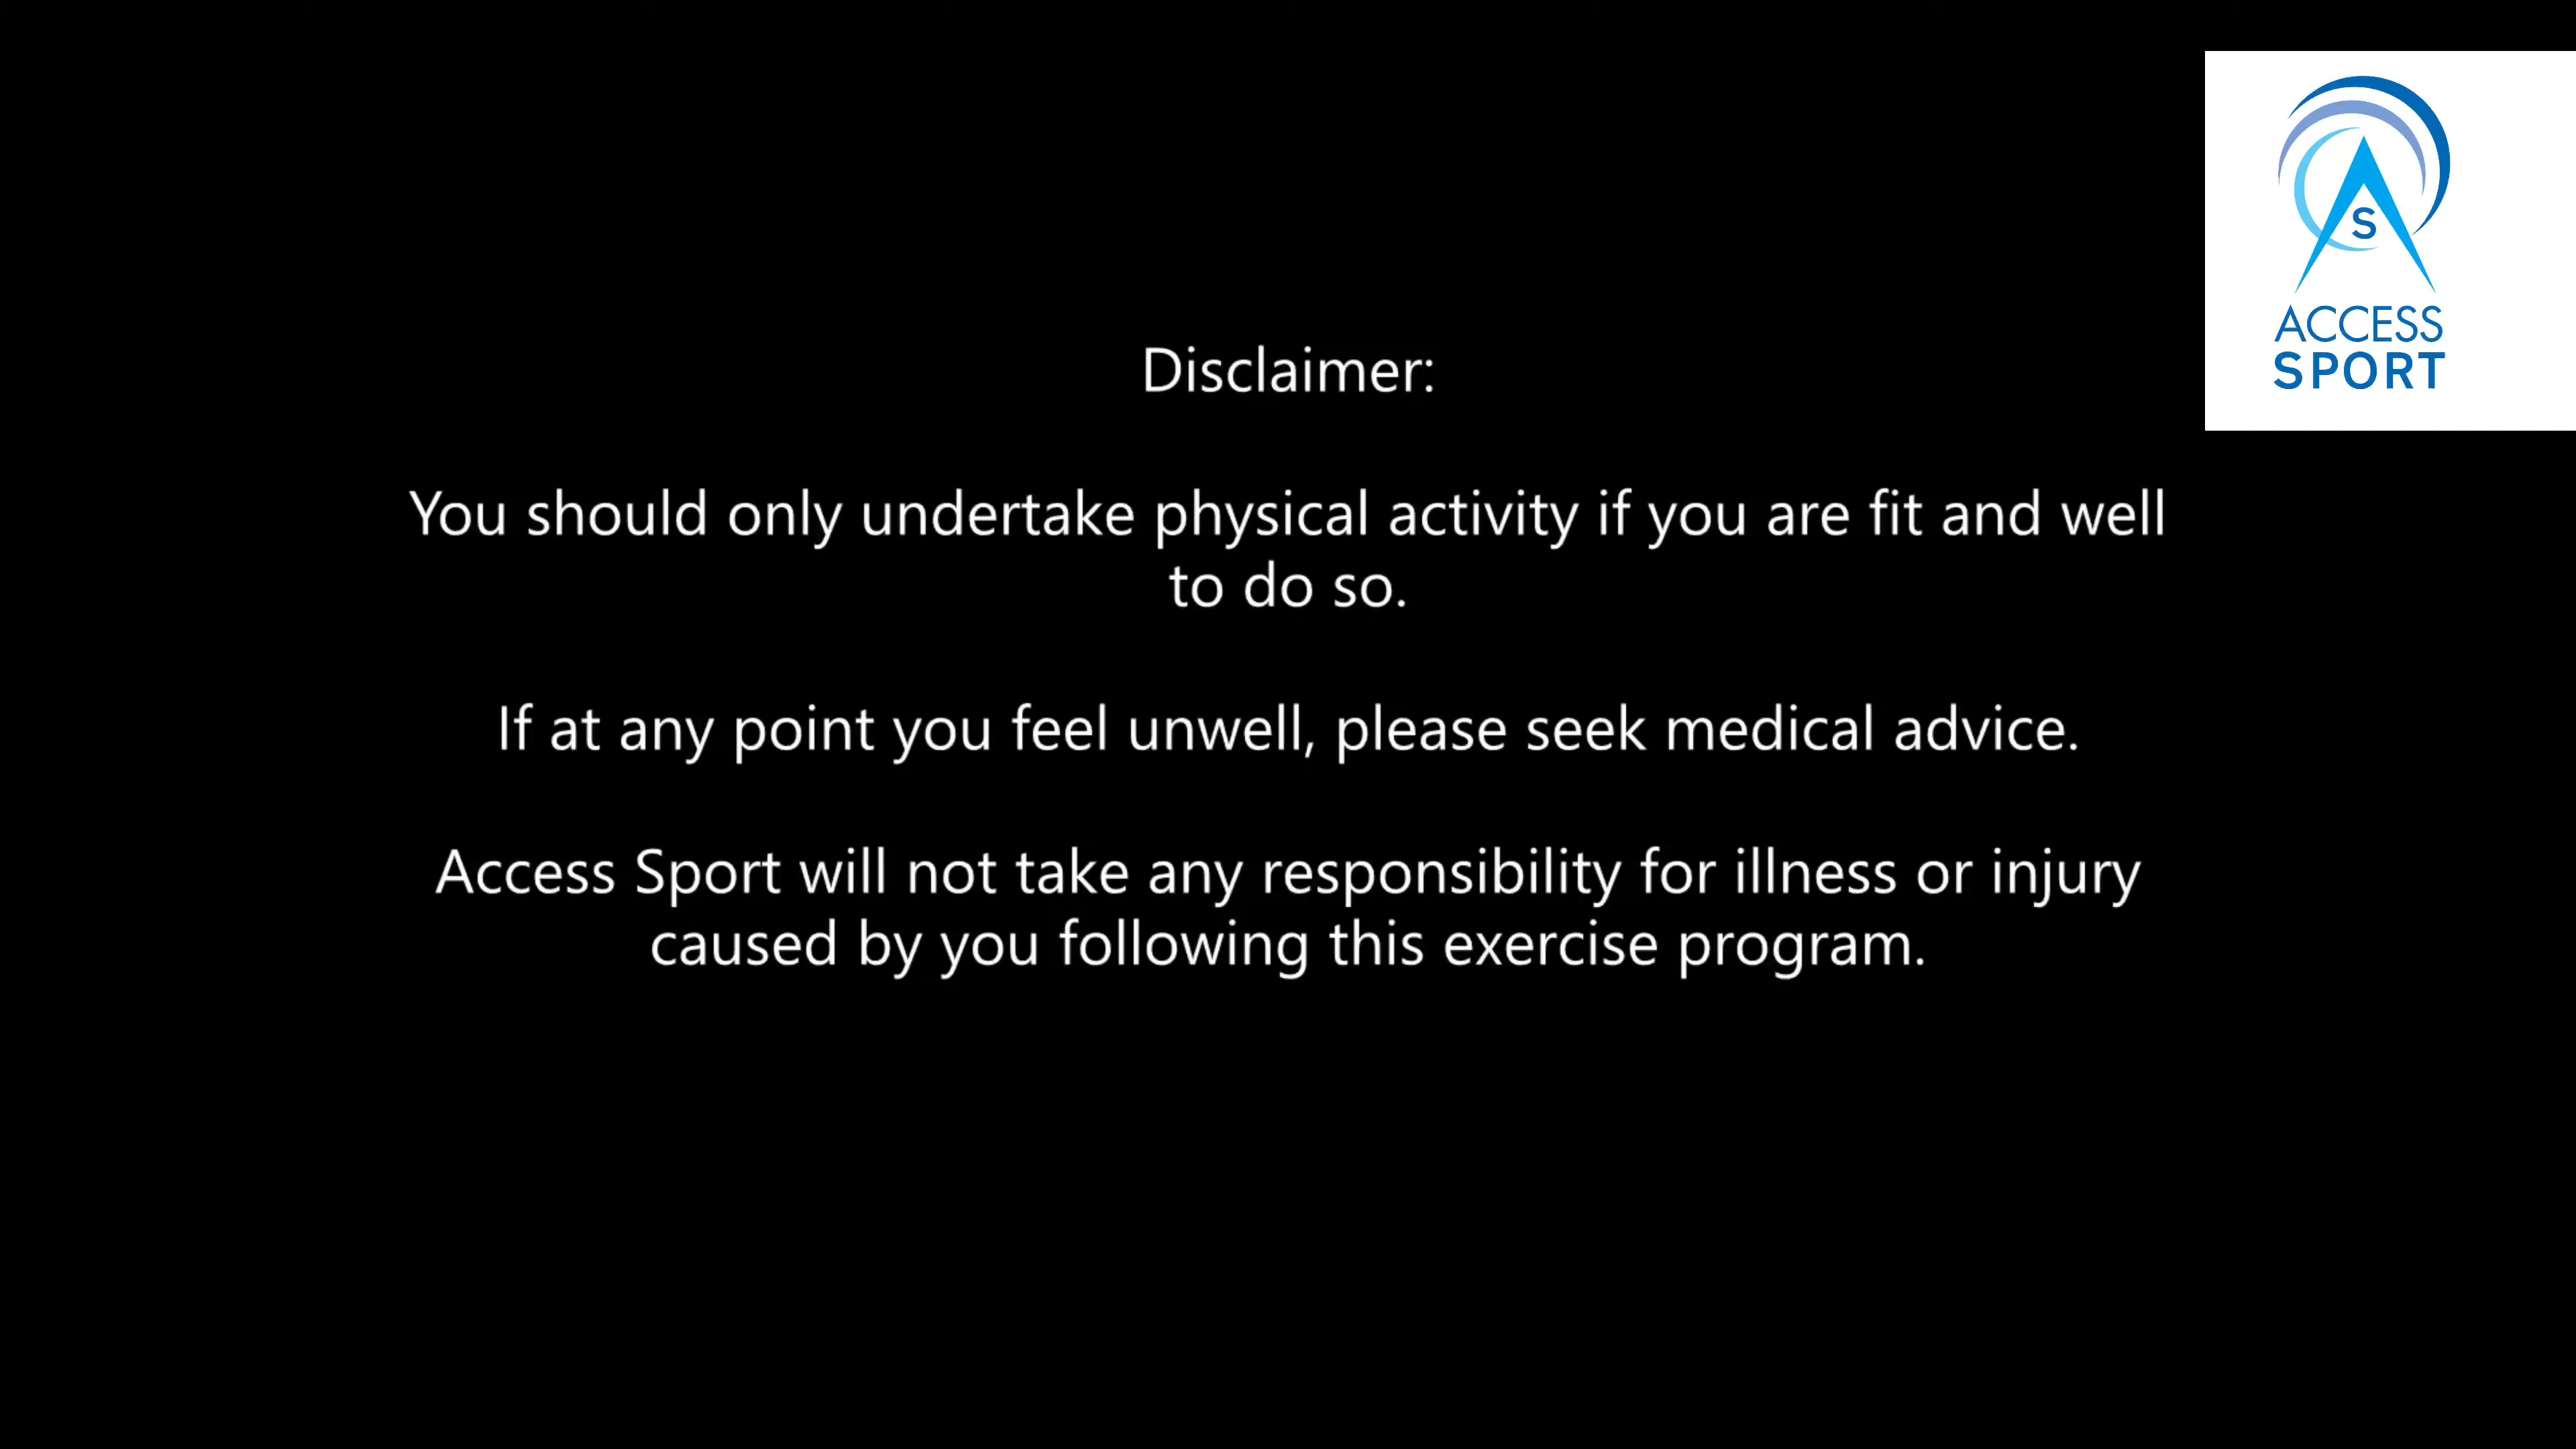 S
ACCESS
SPORT
Disclaimer:
You should only undertake physical activity if you are fit and well
to do so.
If at any point you feel unwell, please seek medical advice.
Access Sport will not take any responsibility for illness or injury
caused by you following this exercise program.